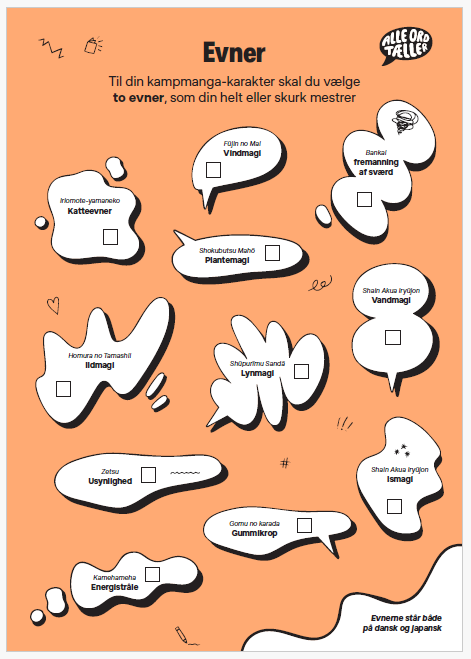 ALLE ORD
TÆLLER
Evner
Til din kampmanga-karakter skal du vælge
to evner, som din helt eller skurk mestrer
Fūjin no Mai
Vindmagi
Bankai
fremanning
af sværd
Iriomote-yamaneko
Katteevner
Shokubutsu Mahō
Plantemagi
Shain Akua Iryūjon
Vandmagi
Homura no Tamashii
Ildmagi
Shūpurimu Sandā
Lynmagi
Zetsu
Usynlighed
#
Shain Akua Iryūjon
Ismagi
Gomu no karada
Gummikrop
Kamehameha
Energistråle
Evnerne står både
på dansk og japansk